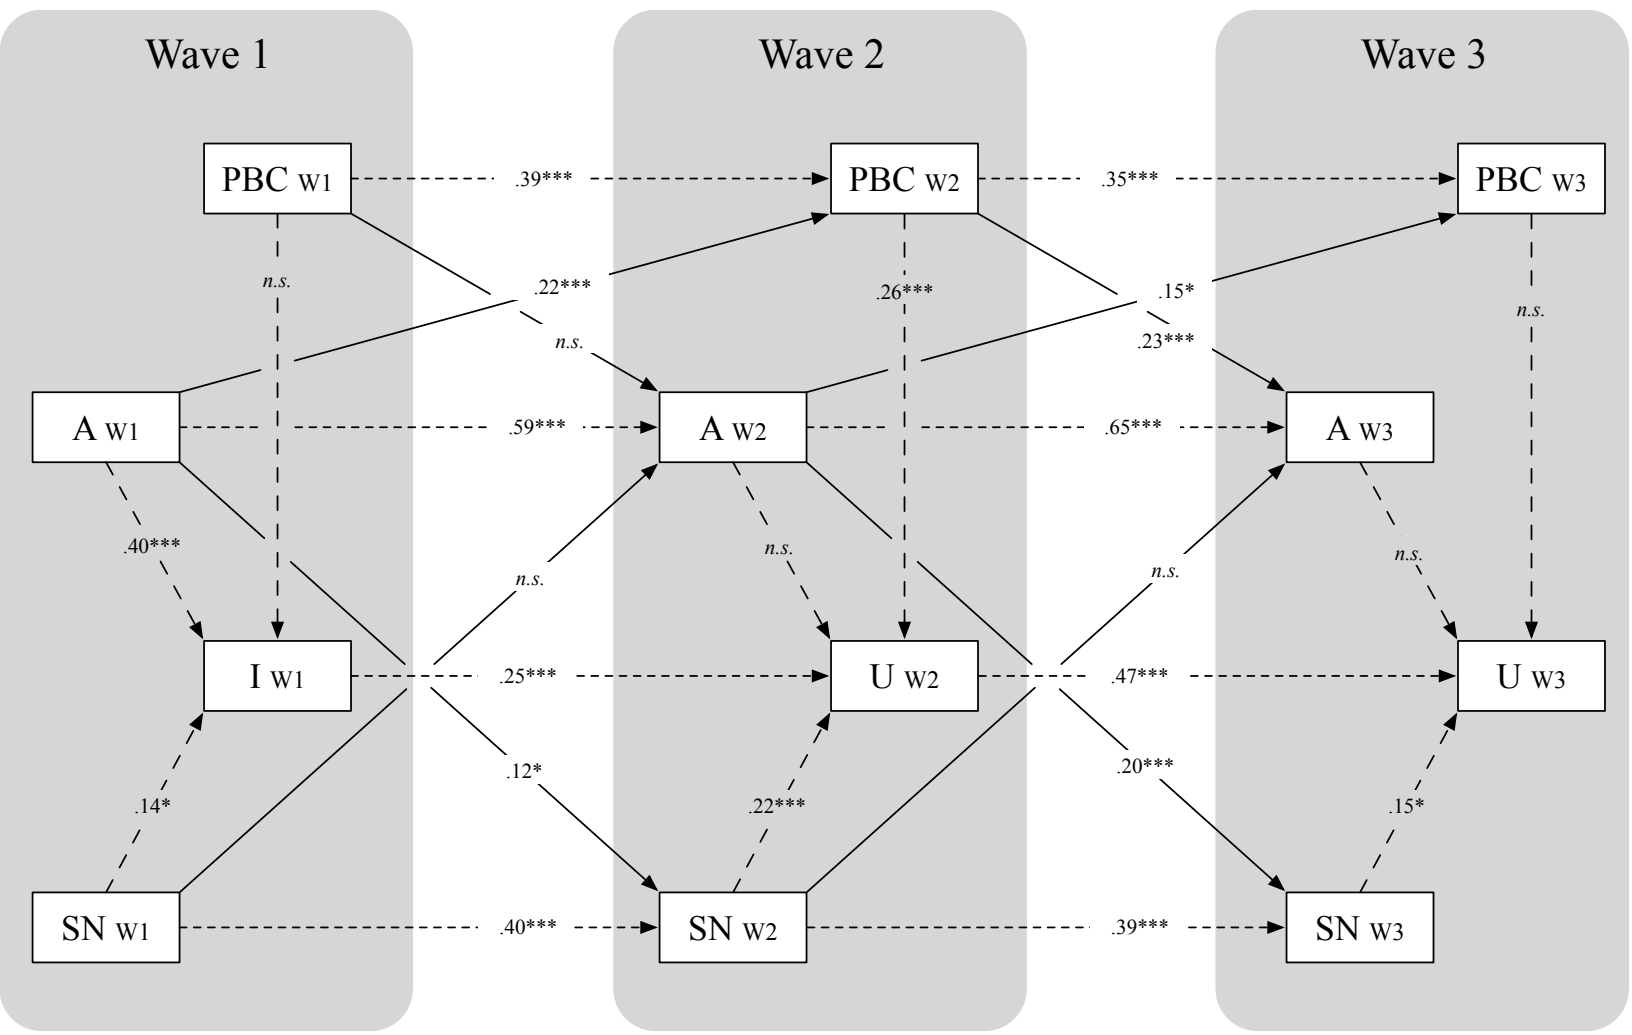 Wave 1 Wave 2 Wave 3
PBC W1 .39*** PBC W2 .35*** PBC W3
n.s. .22*** .26*** .15* n.s.
n.s. .23***
A W1 .59*** A W2 .65*** A W3
.40*** n.s. n.s. n.s. n.s.
I W1 .25*** U W2 .47*** U W3
.12* .20***
.14* .22*** .15*
SN W1 .40*** SN W2 .39*** SN W3